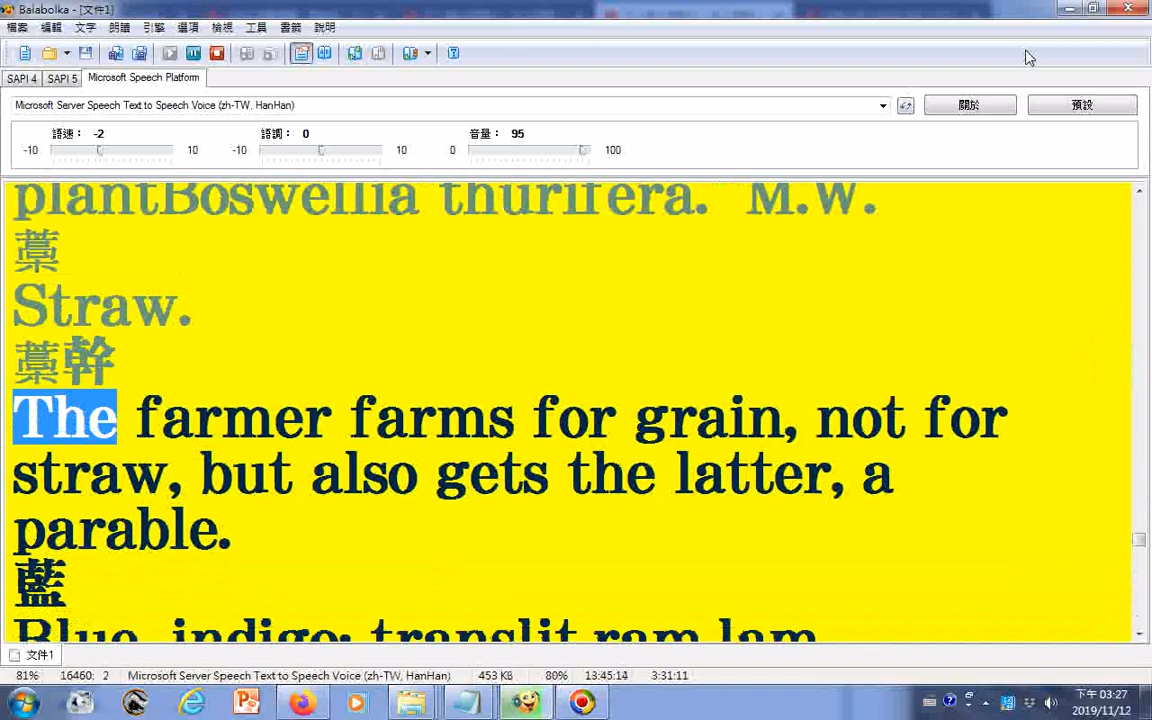 Balabolka - [文件1]
檔案 編輯 文字 朗讀 引擎 選項 檢視 工具 書籤 說明
SAPI 4 SAPI 5 Microsoft Speech Platform
Microsoft Server Speech Text to Speech Voice (zh-TW, HanHan) 關於 預設
語速： -2 語調： 0 音量： 95
-10 10 -10 10 0 100
plantBoswellia thurifera. M.W.
藁
Straw.
藁幹
The farmer farms for grain, not for
straw, but also gets the latter, a
parable.
藍
Blue, indigo; translit.ram,lam.
文件1
81% 16460: 2 Microsoft Server Speech Text to Speech Voice (zh-TW, HanHan) 453 KB 80% 13:45:14 3:31:11
下午 03:27
2019/11/12